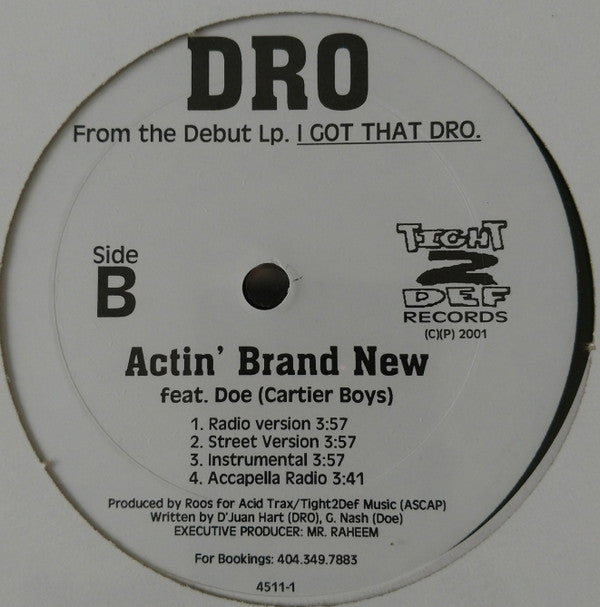 DRO
From the Debut Lp. I GOT THAT DRO.
Side
B
TIGHT
2
DEF
RECORDS
(C)(P) 2001
Actin' Brand New
feat. Doe (Cartier Boys)
1. Radio version 3:57
2. Street Version 3:57
3. Instrumental 3:57
4. Accapella Radio 3:41
Produced by Roos for Acid Trax/Tight2Def Music (ASCAP)
Written by D'Juan Hart (DRO), G. Nash (Doe)
EXECUTIVE PRODUCER: MR. RAHEEM
For Bookings: 404.349.7883
4511-1